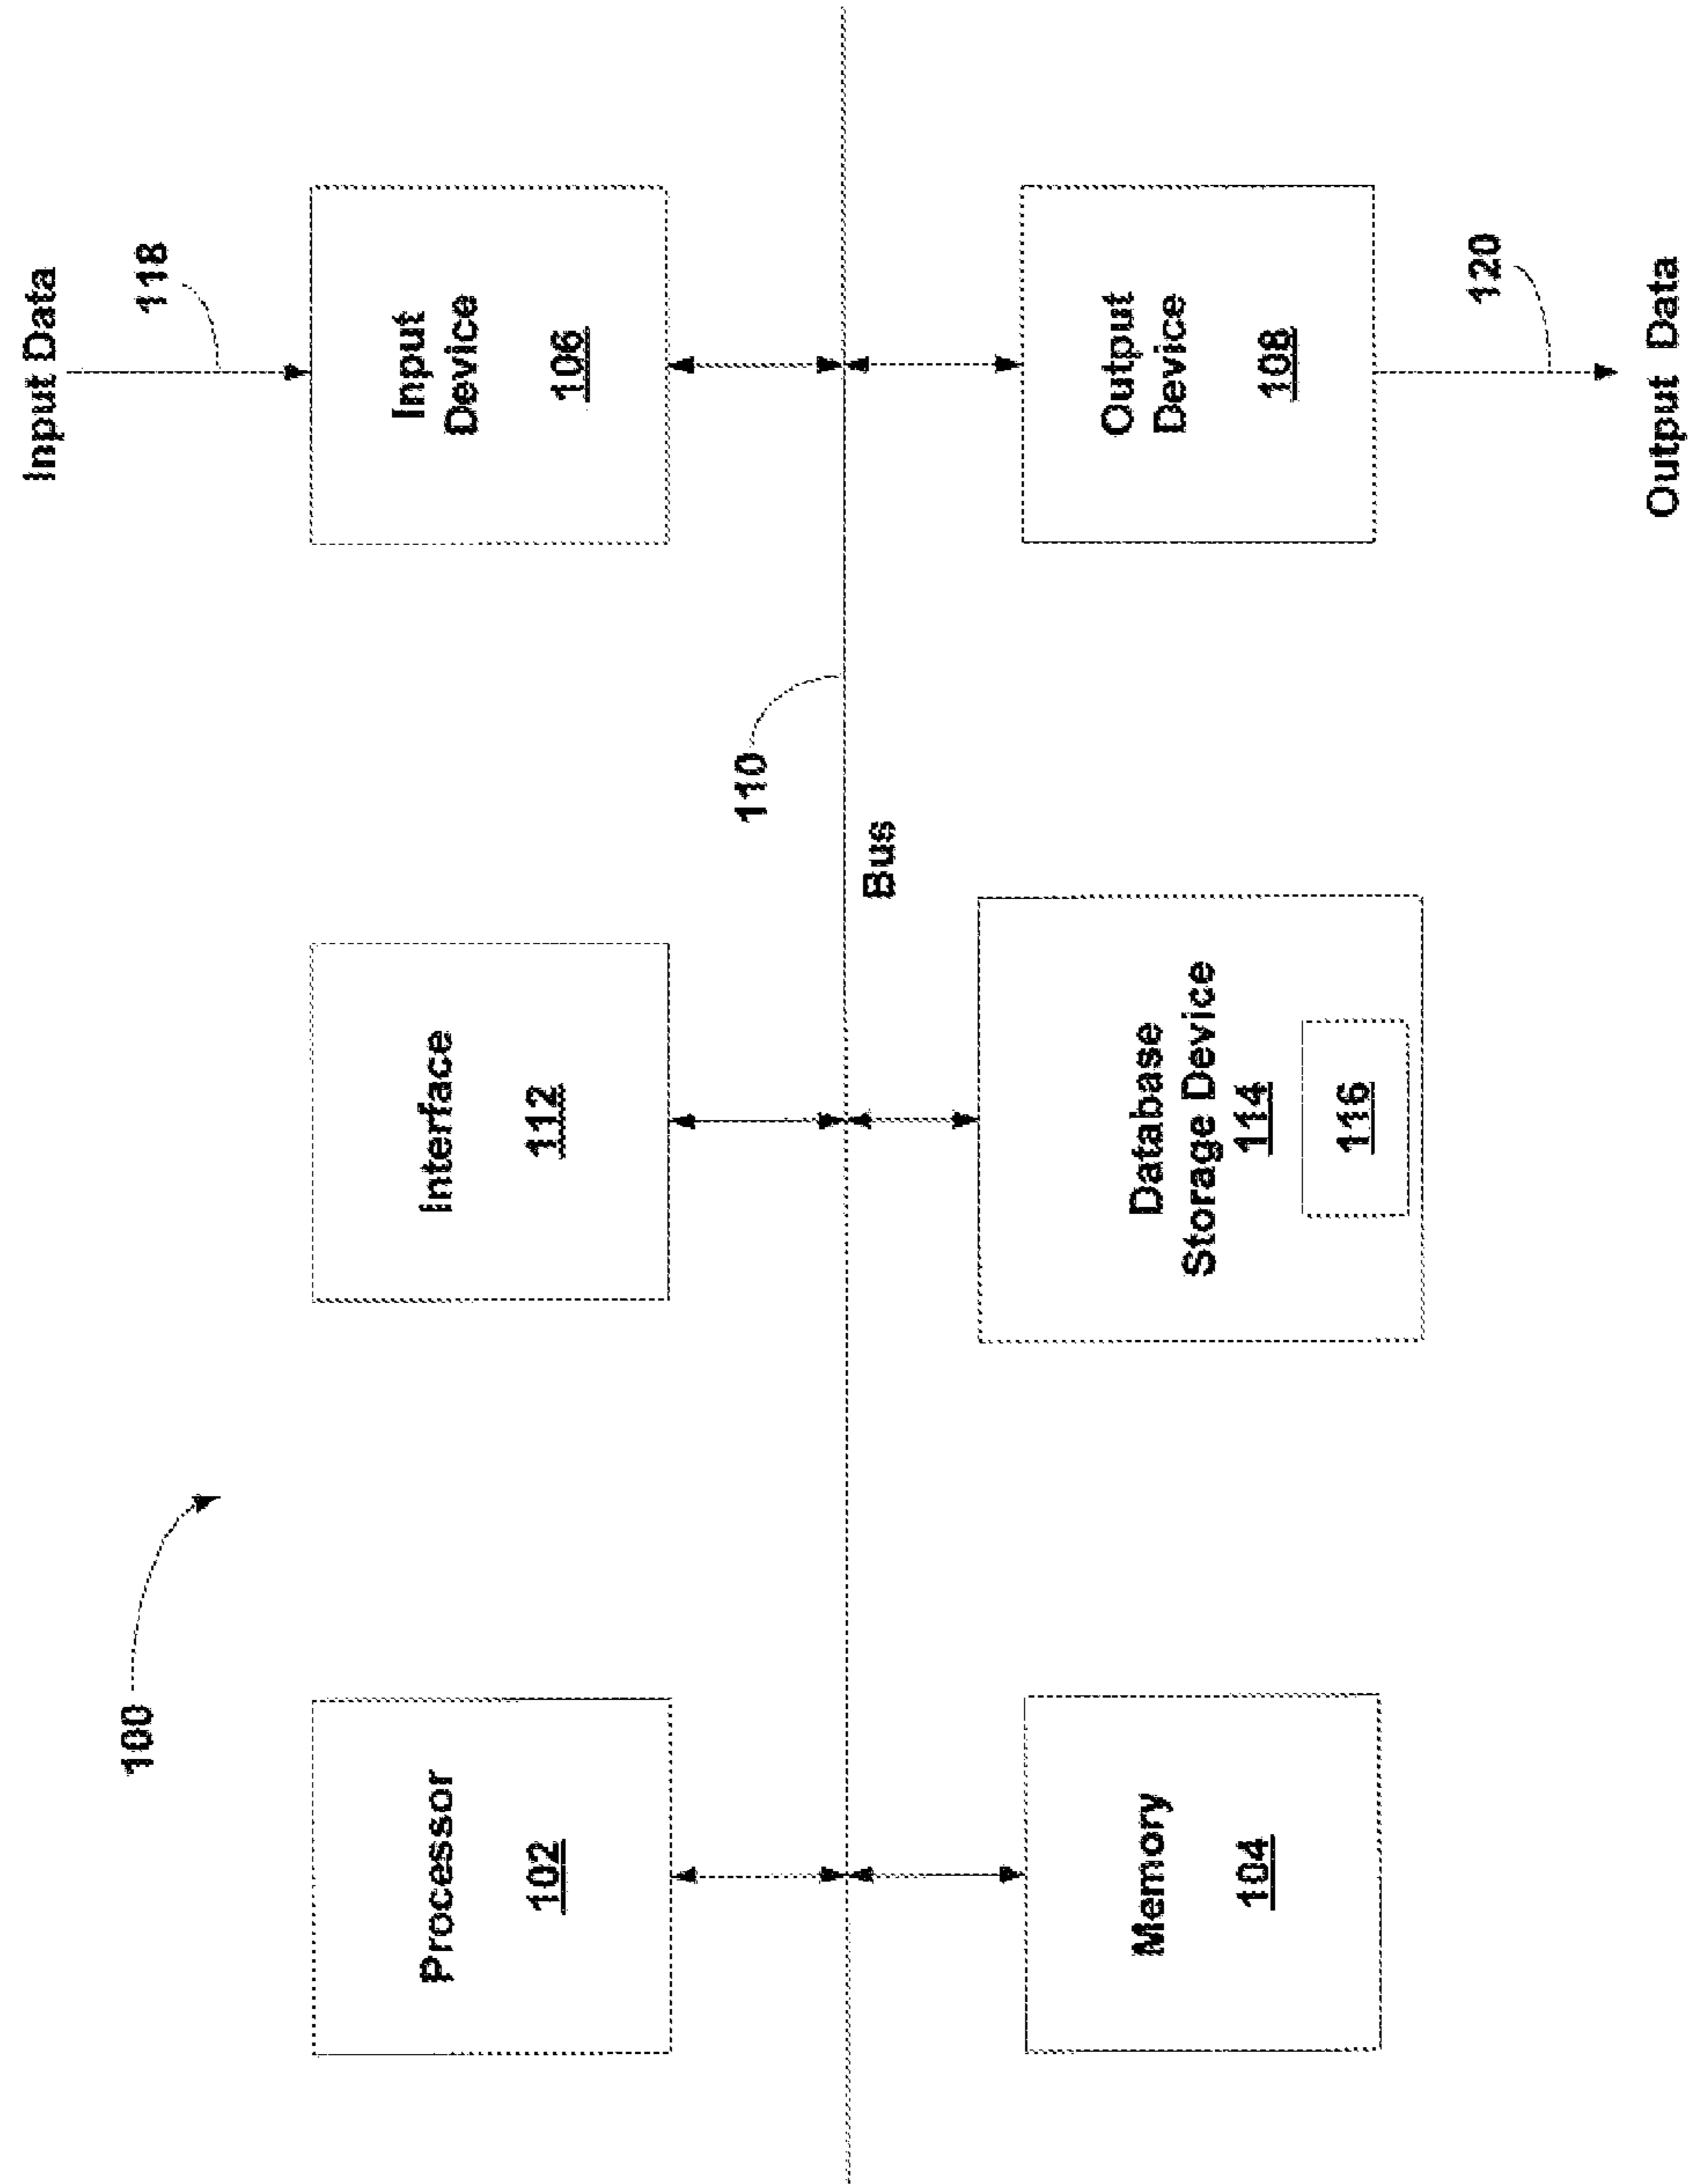 Input Data
118
100
Processor
102
Interface
112
Input
Device
106
110
Bus
Memory
104
Database
Storage Device
114
116
Output
Device
108
120
Output Data